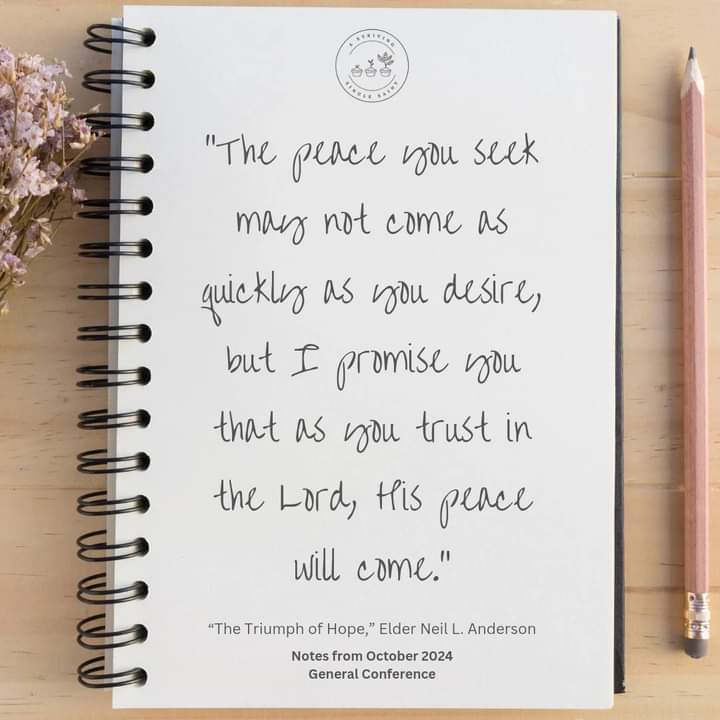 A STRIVING
SINGLE SAINT
"The peace you seek
may not come as
quickly as you desire,
but I promise you
that as you trust in
the Lord, His peace
will come."
“The Triumph of Hope,” Elder Neil L. Anderson
Notes from October 2024
General Conference